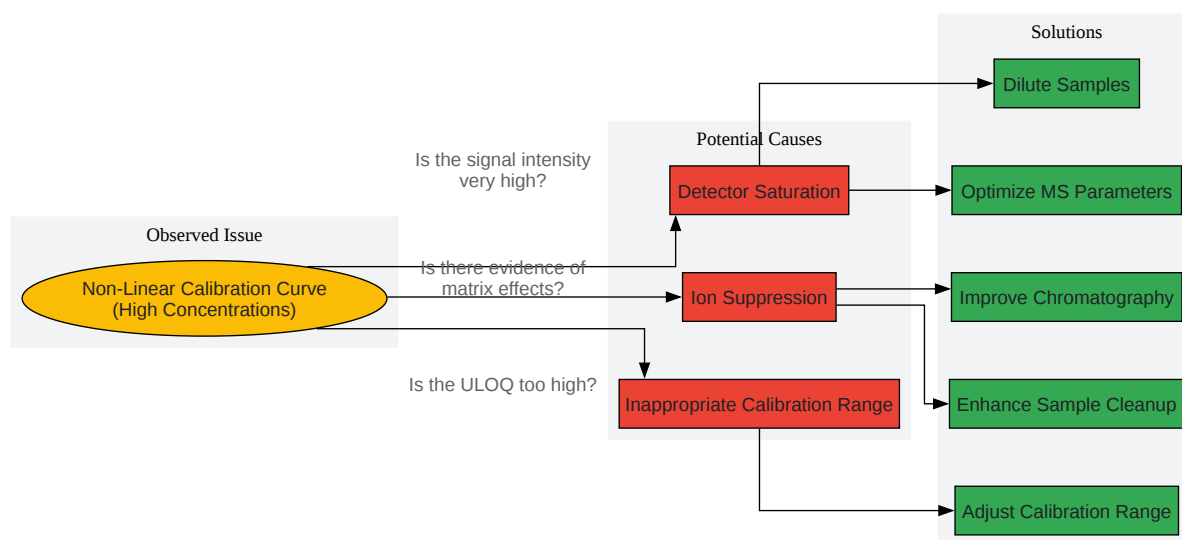 Observed Issue
Non-Linear Calibration Curve
(High Concentrations)
Is the signal intensity
very high?
Is there evidence of
matrix effects?
Is the ULOQ too high?
Potential Causes
Detector Saturation
Ion Suppression
Inappropriate Calibration Range
Solutions
Dilute Samples
Optimize MS Parameters
Improve Chromatography
Enhance Sample Cleanup
Adjust Calibration Range